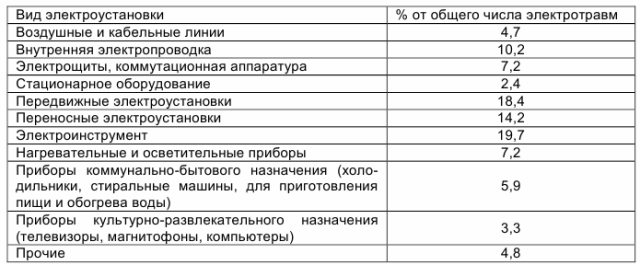 Вид электроустановки % от общего числа электротравм
Воздушные и кабельные линии 4,7
Внутренняя электропроводка 10,2
Электрощиты, коммутационная аппаратура 7,2
Стационарное оборудование 2,4
Передвижные электроустановки 18,4
Переносные электроустановки 14,2
Электроинструмент 19,7
Нагревательные и осветительные приборы 7,2
Приборы коммунально-бытового назначения (холо-
дильники, стиральные машины, для приготовления 5,9
пищи и обогрева воды)
Приборы культурно-развлекательного назначения 3,3
(телевизоры, магнитофоны, компьютеры)
Прочие 4,8